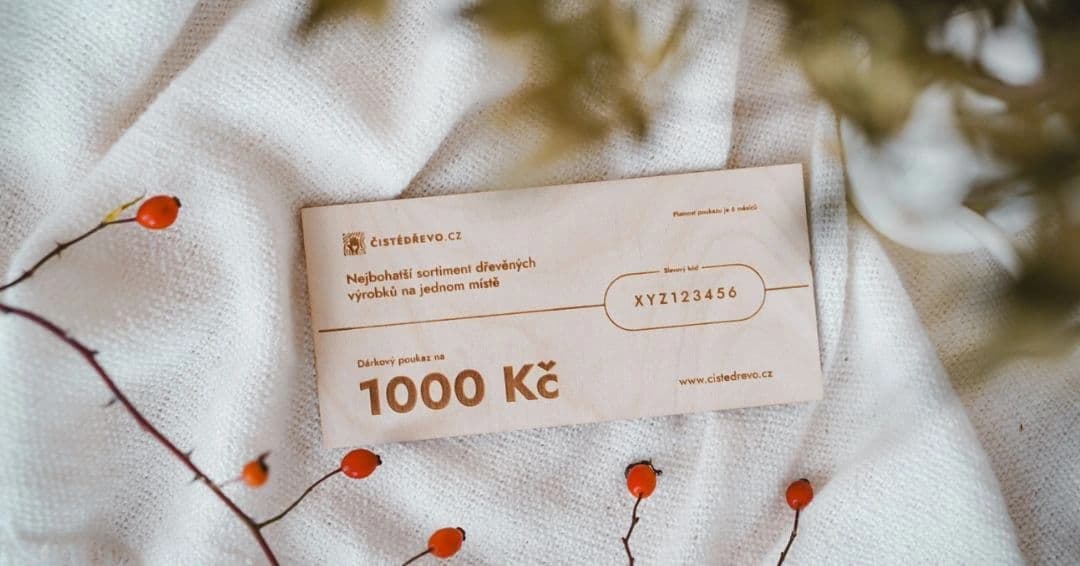 ČISTÉDŘEVO.CZ
Nejbohatší sortiment dřevěných
výrobků na jednom místě
Platnost poukazu je 6 měsíců
Slevový kód
XYZ123456
Dárkový poukaz na
1000 Kč
www.cistedrevo.cz